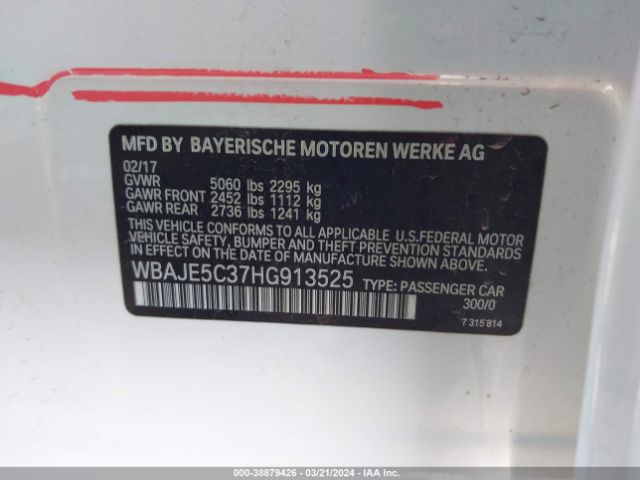 MFD BY BAYERISCHE MOTOREN WERKE AG
02/17
GVWR 5060 lbs 2295 kg
GAWR FRONT 2452 lbs 1112 kg
GAWR REAR 2736 lbs 1241 kg
THIS VEHICLE CONFORMS TO ALL APPLICABLE U.S.FEDERAL MOTOR
VEHICLE SAFETY, BUMPER AND THEFT PREVENTION STANDARDS
IN EFFECT ON THE DATE OF MANUFACTURE SHOWN ABOVE.
WBAJE5C37HG913525 TYPE: PASSENGER CAR
300/0
7 315 814
000-38879426 - 03/21/2024 - IAA Inc.